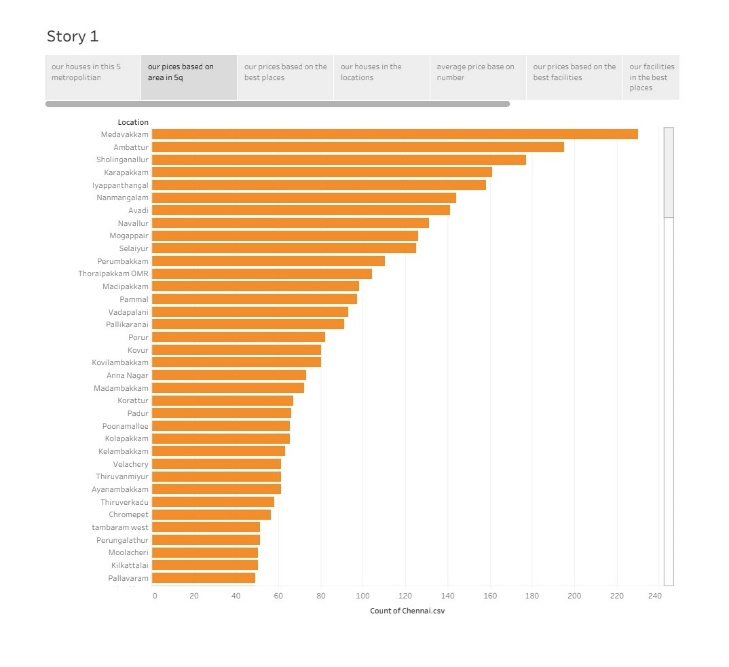 Story 1
our houses in this 5
metropolitian
our pices based on
area in Sq
our prices based on the
best places
our houses in the
locations
average price base on
number
our prices based on the
best facilities
our facilities
in the best
places
Location
Medavakkam
Ambattur
Sholinganallur
Karapakkam
Iyappanthangal
Nanmangalam
Avadi
Navallur
Mogappair
Selaiyur
Perumbakkam
Thoraipakkam OMR
Madipakkam
Pammal
Vadapalani
Pallikaranai
Porur
Kovur
Kovilambakkam
Anna Nagar
Madambakkam
Korattur
Padur
Poonamallee
Kolapakkam
Kelambakkam
Velachery
Thiruvanmiyur
Ayanambakkam
Thiruverkadu
Chromepet
tambaram west
Perungalathur
Moolacheri
Kilkattalai
Pallavaram
0 20 40 60 80 100 120 140 160 180 200 220 240
Count of Chennai.csv